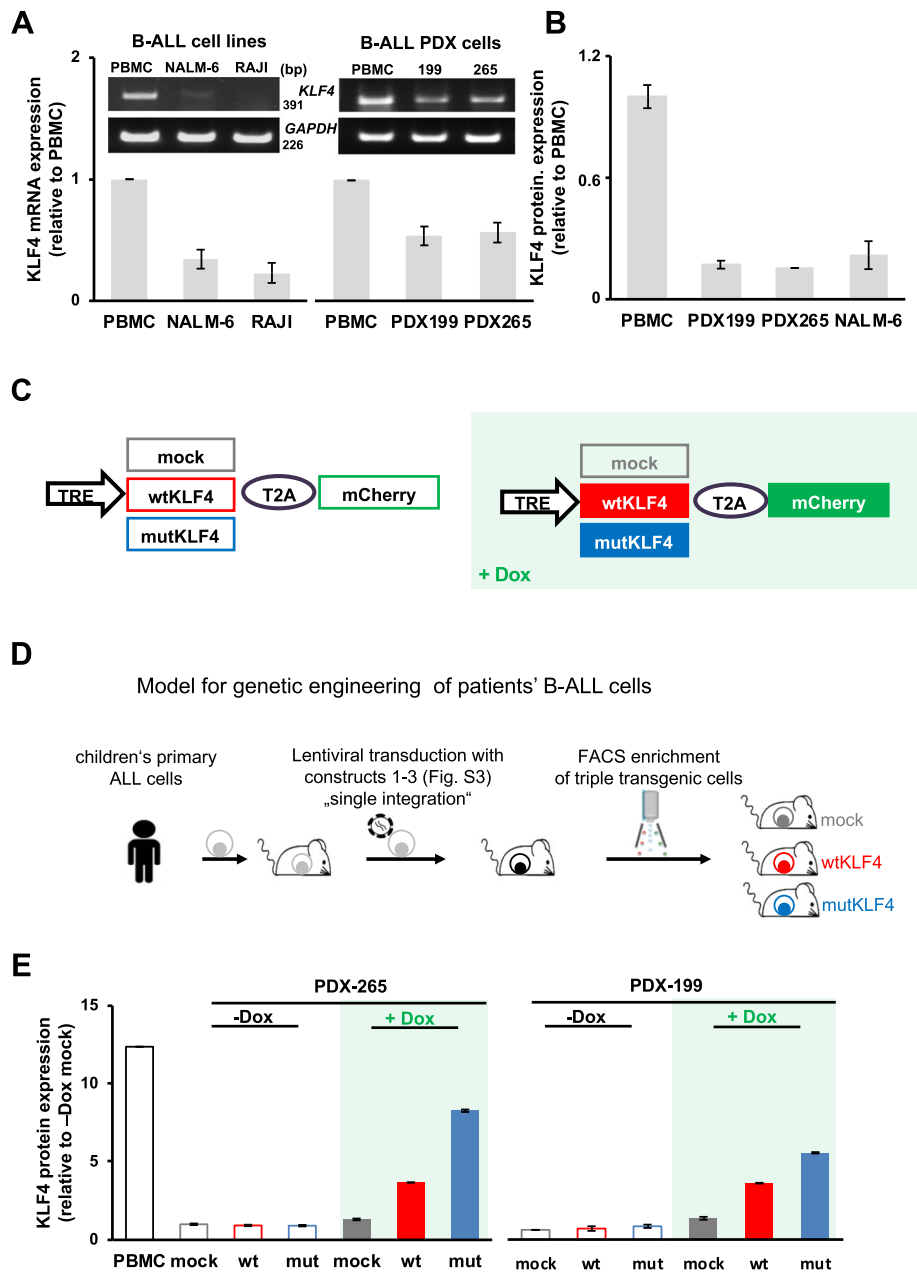 A
B-ALL cell lines
PBMC NALM-6 RAJI (bp)
KLF4
391
GAPDH
226
B-ALL PDX cells
PBMC 199 265
KLF4 mRNA expression
(relative to PBMC)
2
1
0
PBMC NALM-6 RAJI
PBMC PDX199 PDX265
B
KLF4 protein. expression
(relative to PBMC)
1.2
0.6
0
PBMC PDX199 PDX265 NALM-6
C
mock
TRE wtKLF4 T2A mCherry
mutKLF4
mock
TRE wtKLF4 T2A mCherry
mutKLF4
+ Dox
D
Model for genetic engineering of patients’ B-ALL cells
children‘s primary
ALL cells
Lentiviral transduction with
constructs 1-3 (Fig. S3)
„single integration“
FACS enrichment
of triple transgenic cells
mock
wtKLF4
mutKLF4
E
KLF4 protein expression
(relative to –Dox mock)
15
10
5
0
PDX-265
-Dox + Dox
PBMC mock wt mut mock wt mut
PDX-199
-Dox + Dox
mock wt mut mock wt mut